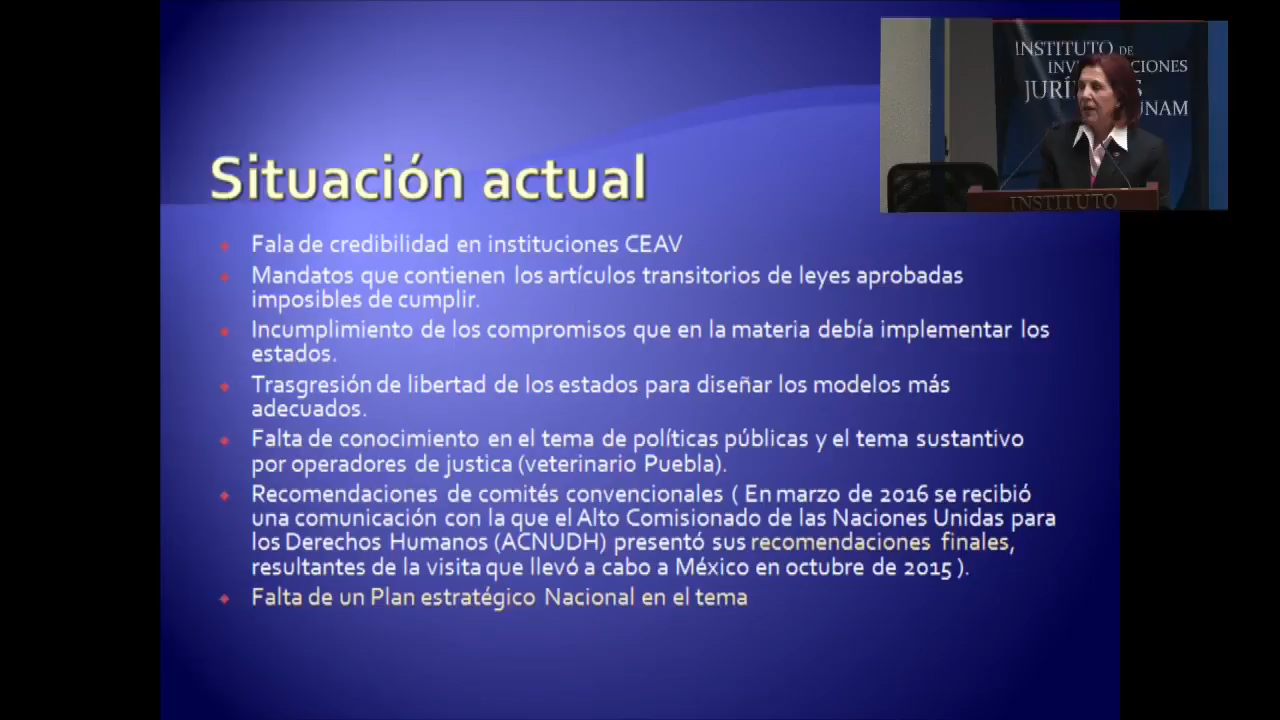 INSTITUTO DE
CIONES
UNAM
INSTITUTO
Situación actual
Fala de credibilidad en instituciones CEAV
Mandatos que contienen los artículos transitorios de leyes aprobadas
imposibles de cumplir.
Incumplimiento de los compromisos que en la materia debía implementar los
estados.
Trasgresión de libertad de los estados para diseñar los modelos más
adecuados.
Falta de conocimiento en el tema de políticas públicas y el tema sustantivo
por operadores de justica (veterinario Puebla).
Recomendaciones de comités convencionales ( En marzo de 2016 se recibió
una comunicación con la que el Alto Comisionado de las Naciones Unidas para
los Derechos Humanos (ACNUDH) presentó sus recomendaciones finales,
resultantes de la visita que llevó a cabo a México en octubre de 2015 ).
Falta de un Plan estratégico Nacional en el tema